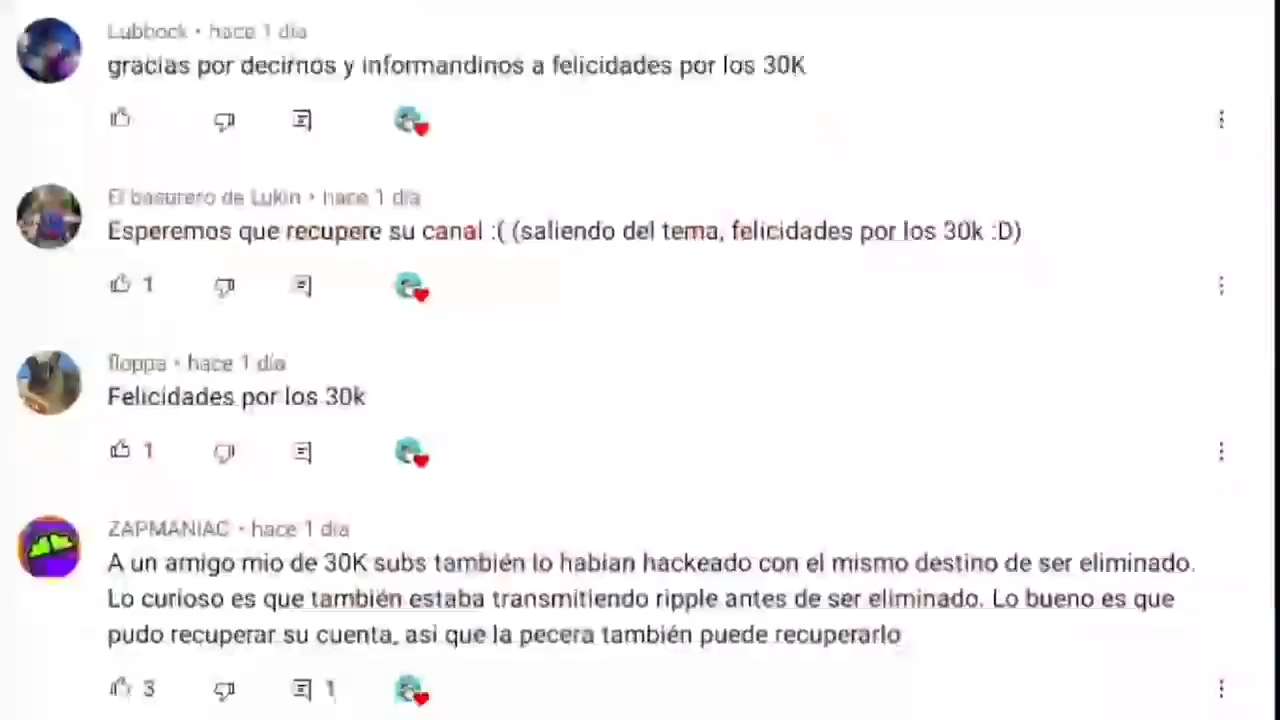 Lubbock • hace 1 día
gracias por decirnos y informandinos a felicidades por los 30K
El basurero de Lukin • hace 1 día
Esperemos que recupere su canal :( (saliendo del tema, felicidades por los 30k :D)
1
floppa • hace 1 día
Felicidades por los 30k
1
ZAPMANIAC • hace 1 día
A un amigo mio de 30K subs también lo habian hackeado con el mismo destino de ser eliminado.
Lo curioso es que también estaba transmitiendo ripple antes de ser eliminado. Lo bueno es que
pudo recuperar su cuenta, asi que la pecera también puede recuperarlo
3 1